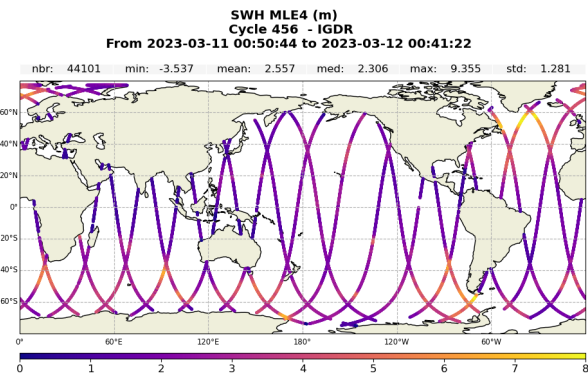 SWH MLE4 (m)
Cycle 456 - IGDR
From 2023-03-11 00:50:44 to 2023-03-12 00:41:22
nbr: 44101 min: -3.537 mean: 2.557 med: 2.306 max: 9.355 std: 1.281
60°N
40°N
20°N
0°
20°S
40°S
60°S
0° 60°E 120°E 180° 120°W 60°W
0 1 2 3 4 5 6 7 8